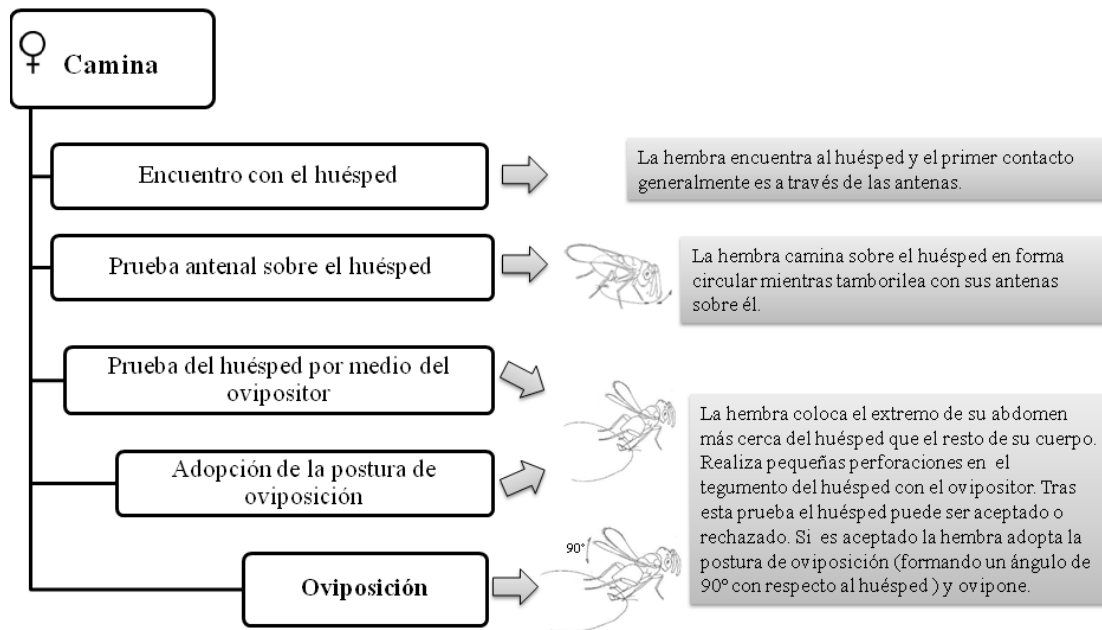 ♀ Camina
Encuentro con el huésped
La hembra encuentra al huésped y el primer contacto
generalmente es a través de las antenas.
Prueba antenal sobre el huésped
La hembra camina sobre el huésped en forma
circular mientras tamborilea con sus antenas
sobre él.
Prueba del huésped por medio del
ovipositor
Adopción de la postura de
oviposición
La hembra coloca el extremo de su abdomen
más cerca del huésped que el resto de su cuerpo.
Realiza pequeñas perforaciones en el
tegumento del huésped con el ovipositor. Tras
esta prueba el huésped puede ser aceptado o
rechazado. Si es aceptado la hembra adopta la
postura de oviposición (formando un ángulo de
90° con respecto al huésped ) y ovipone.
Oviposición
90°